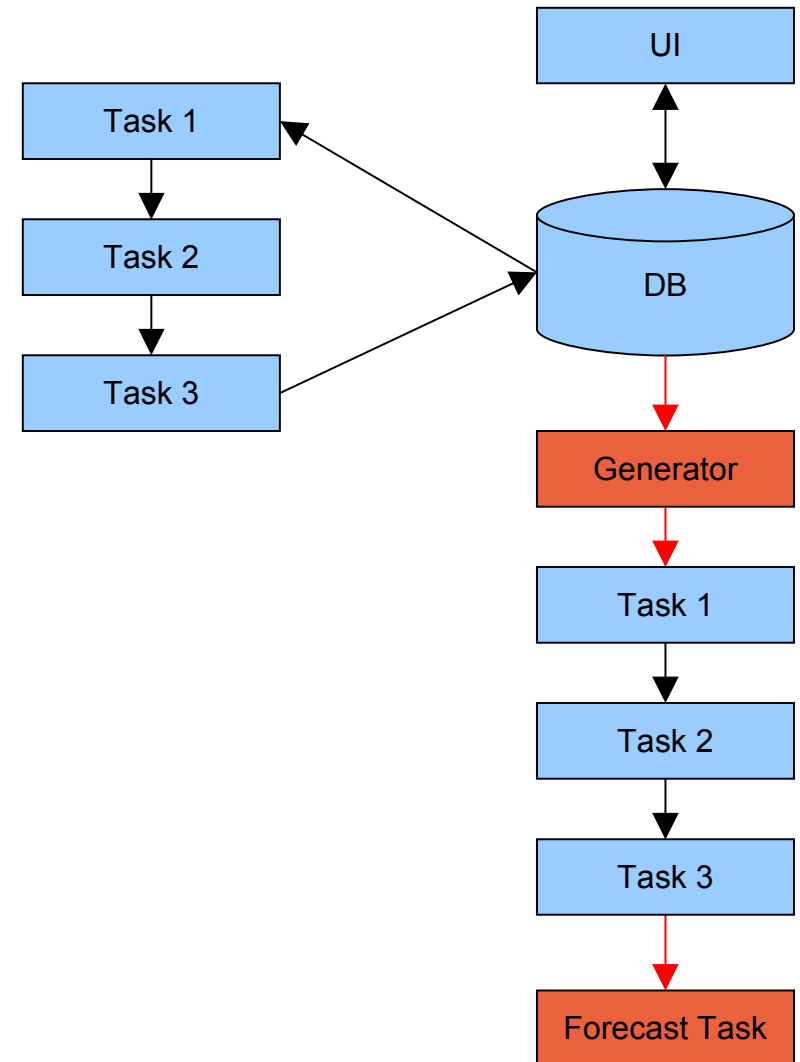 UI
Task 1
Task 2
Task 3
DB
Generator
Task 1
Task 2
Task 3
Forecast Task